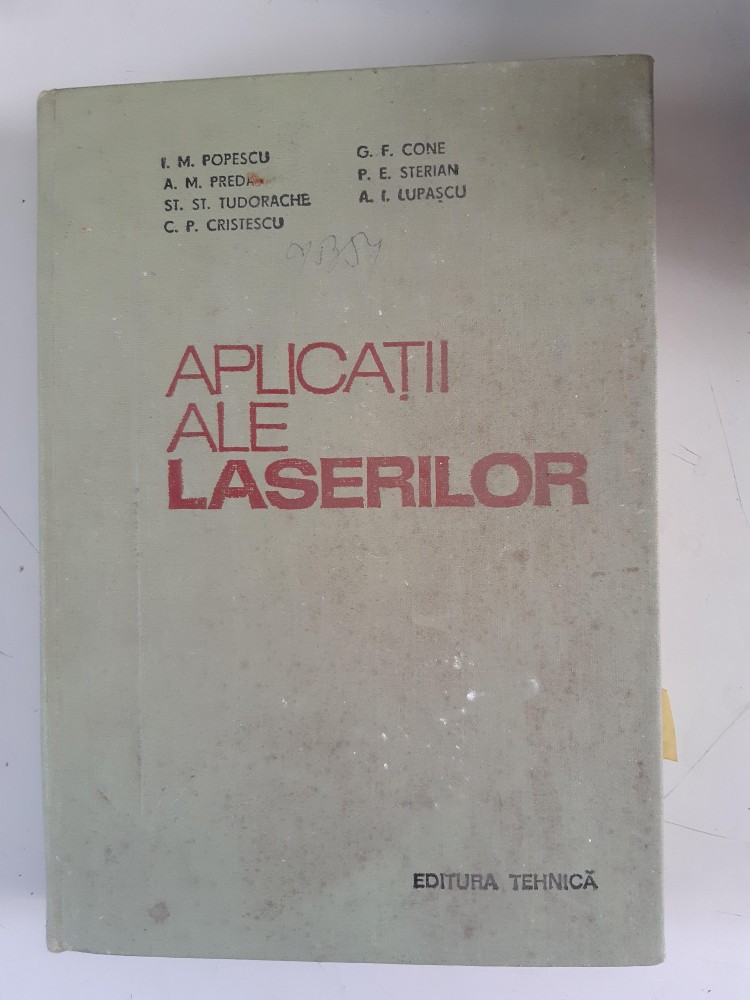 I. M. POPESCU
A. M. PREDA
ST. ST. TUDORACHE
C. P. CRISTESCU
G. F. CONE
P. E. STERIAN
A. I. LUPAȘCU
APLICAȚII
ALE
LASERILOR
EDITURA TEHNICĂ